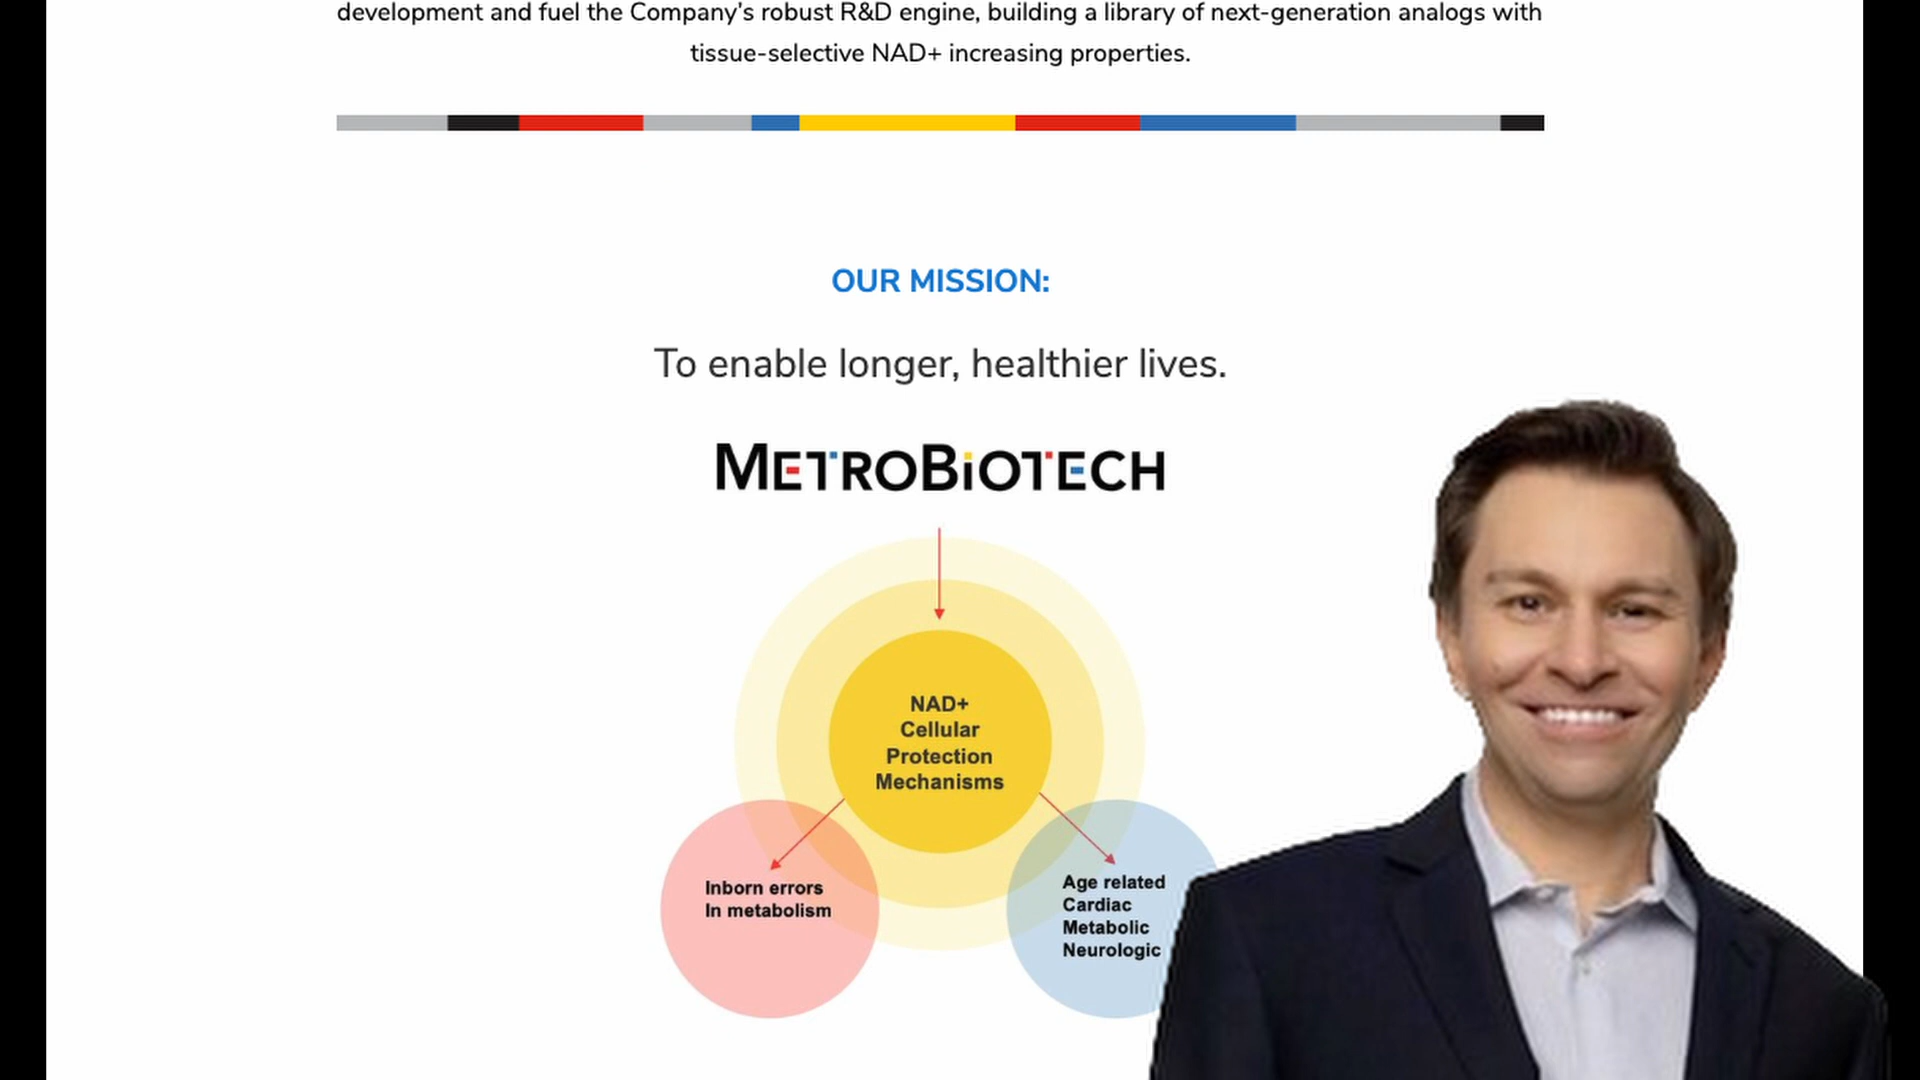 development and fuel the Company's robust R&D engine, building a library of next-generation analogs with
tissue-selective NAD+ increasing properties.
OUR MISSION:
To enable longer, healthier lives.
METROBiOTECH
NAD+
Cellular
Protection
Mechanisms
Inborn errors
In metabolism
Age related
Cardiac
Metabolic
Neurologic